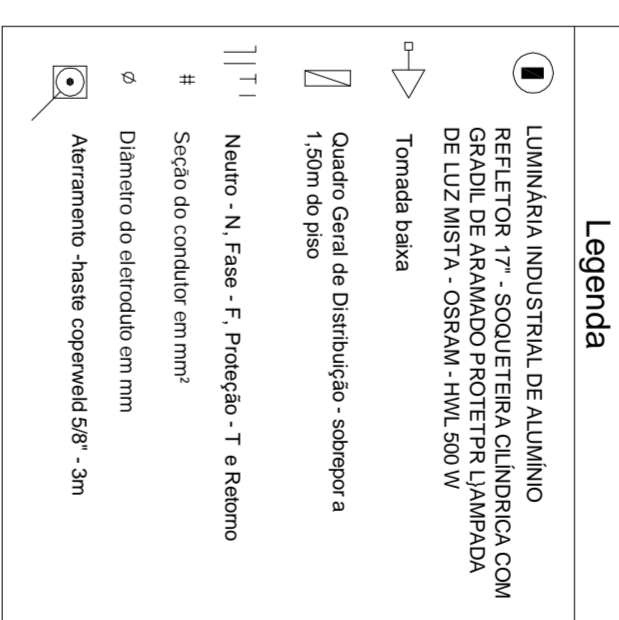 Legenda
LUMINÁRIA INDUSTRIAL DE ALUMÍNIO
REFLETOR 17" - SOQUETEIRA CILÍNDRICA COM
GRADIL DE ARAMADO PROTETPR L}AMPADA
DE LUZ MISTA - OSRAM - HWL 500 W
Tomada baixa
Quadro Geral de Distribuição - sobrepor a
1,50m do piso
Neutro - N, Fase - F, Proteção - T e Retorno
# Seção do condutor em mm²
Ø Diâmetro do eletroduto em mm
Aterramento -haste coperweld 5/8" - 3m